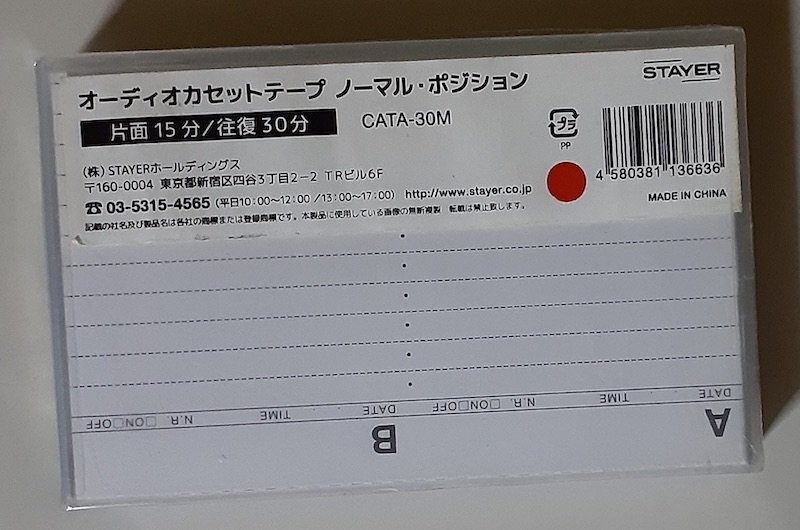 オーディオカセットテープ ノーマル・ポジション
STAYER
片面 15 分/往復 30 分
CATA-30M
プラ
PP
4 580381 136636
MADE IN CHINA
(株) STAYERホールディングス
〒160-0004 東京都新宿区四谷3丁目2-2 TRビル6F
☎ 03-5315-4565 (平日10:00〜12:00 /13:00〜17:00) http://www.stayer.co.jp
記載の社名及び製品名は各社の商標または登録商標です。本製品に使用している画像の無断複製 転載は禁止致します。
A
DATE TIME N.R. □ON□OFF
B
DATE TIME N.R. □ON□OFF